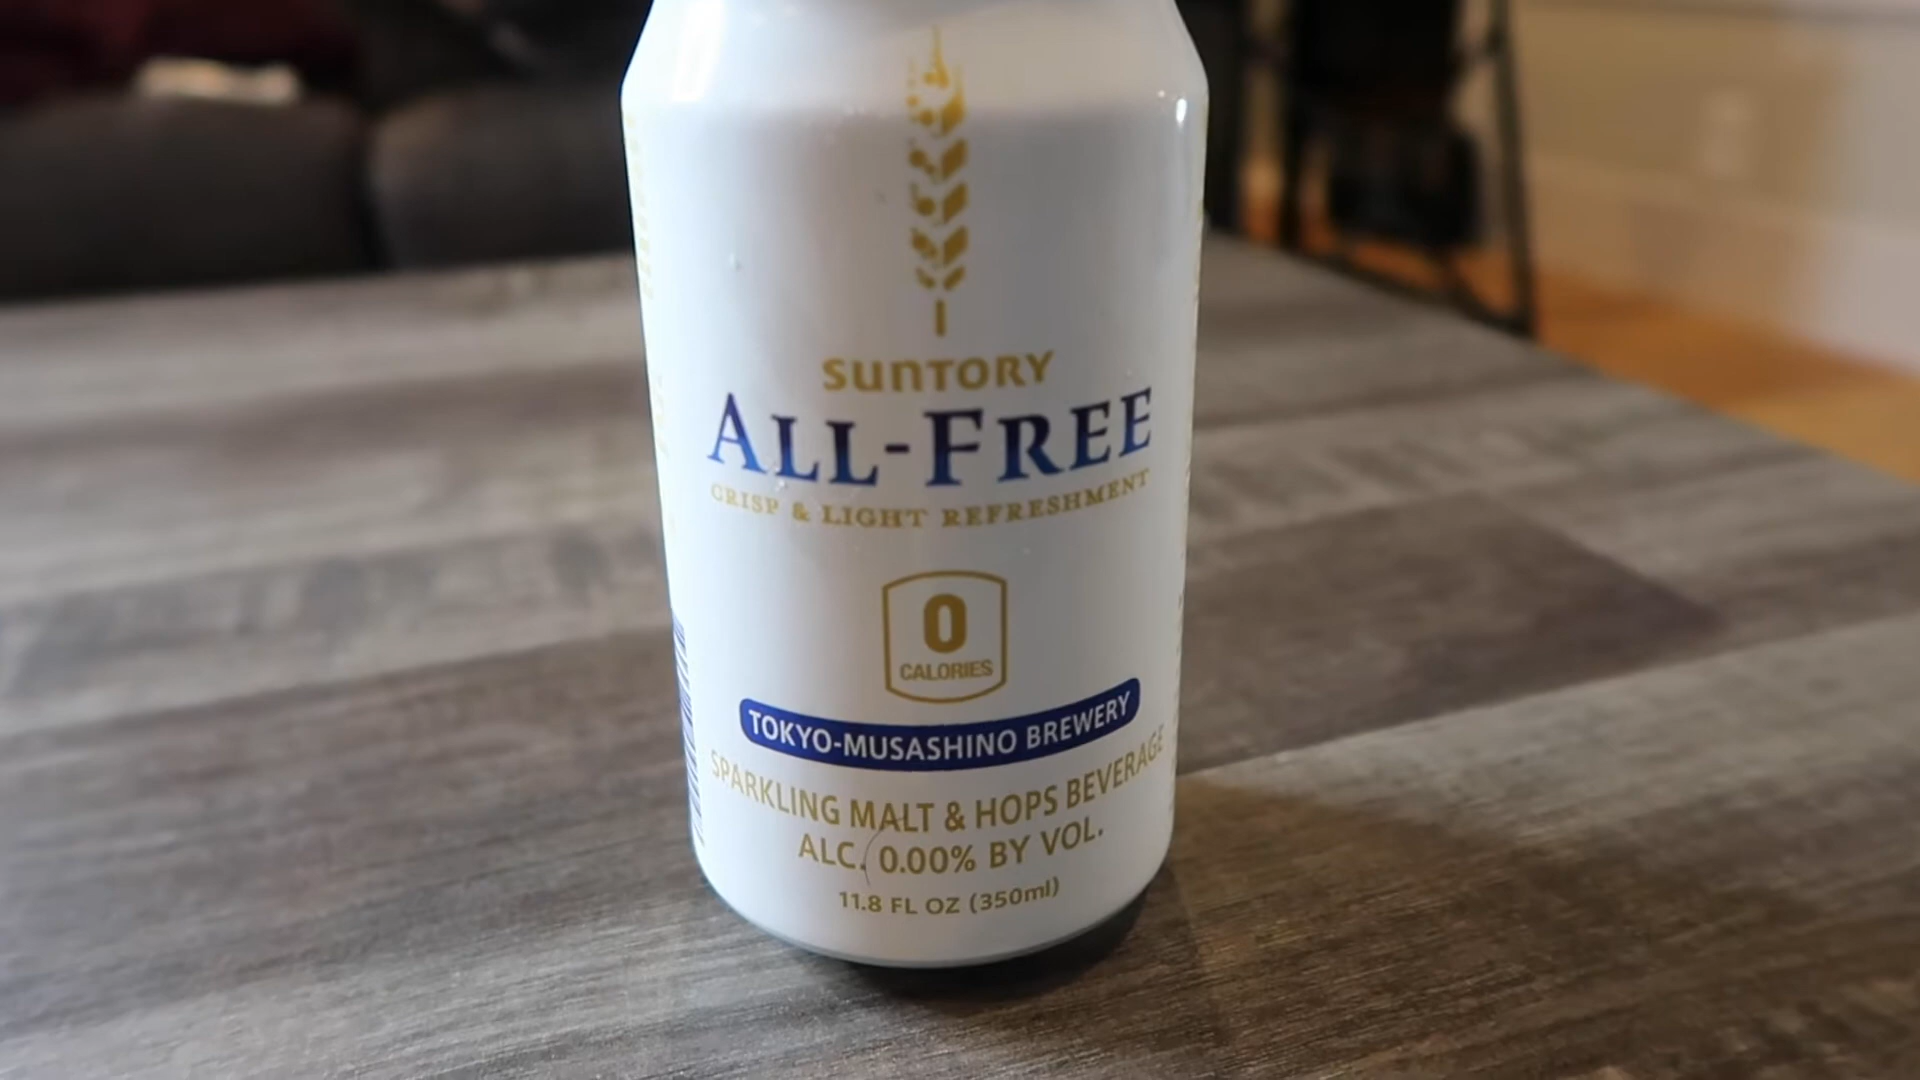 SUNTORY
ALL-FREE
CRISP & LIGHT REFRESHMENT
0
CALORIES
TOKYO-MUSASHINO BREWERY
SPARKLING MALT & HOPS BEVERAGE
ALC. 0.00% BY VOL.
11.8 FL OZ (350ml)